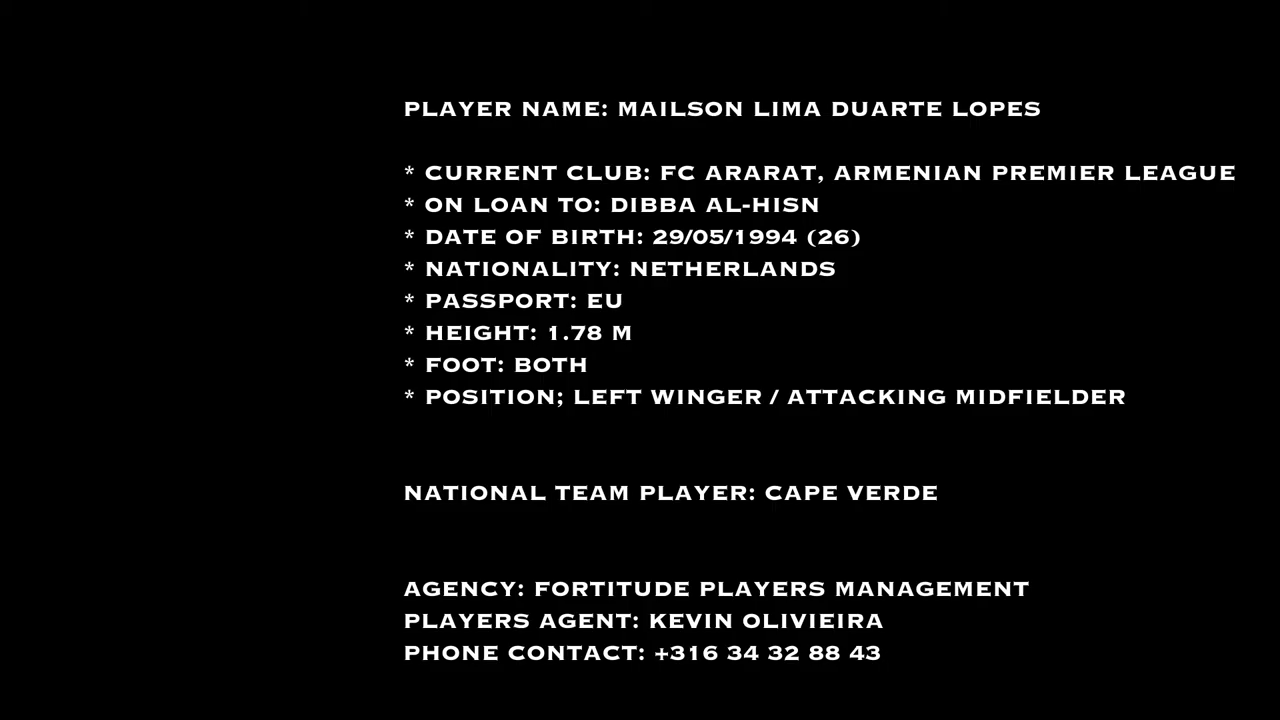 PLAYER NAME: MAILSON LIMA DUARTE LOPES
* CURRENT CLUB: FC ARARAT, ARMENIAN PREMIER LEAGUE
* ON LOAN TO: DIBBA AL-HISN
* DATE OF BIRTH: 29/05/1994 (26)
* NATIONALITY: NETHERLANDS
* PASSPORT: EU
* HEIGHT: 1.78 M
* FOOT: BOTH
* POSITION; LEFT WINGER / ATTACKING MIDFIELDER
NATIONAL TEAM PLAYER: CAPE VERDE
AGENCY: FORTITUDE PLAYERS MANAGEMENT
PLAYERS AGENT: KEVIN OLIVIEIRA
PHONE CONTACT: +316 34 32 88 43